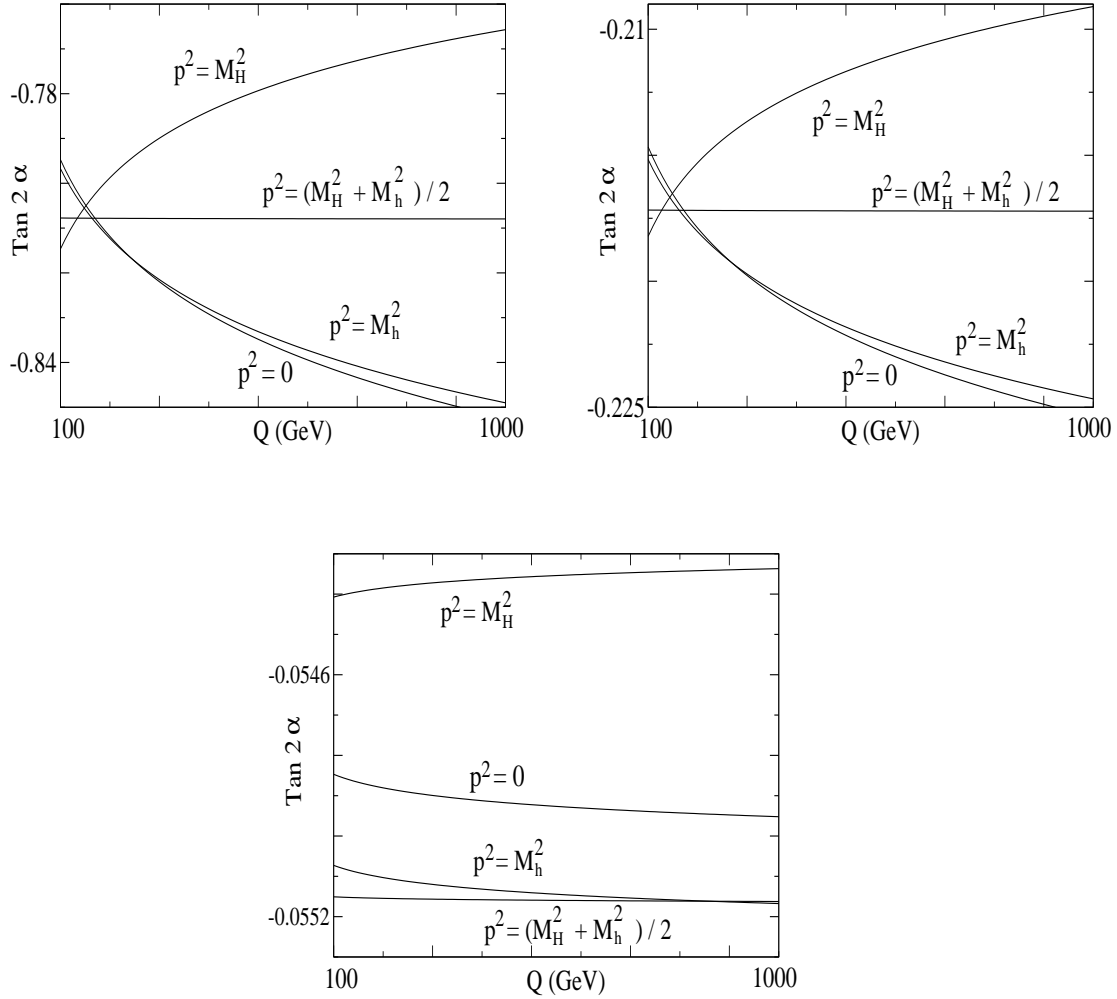 p² = M_H²
-0.78
p² = (M_H² + M_h²) / 2
Tan 2 α
p² = M_h²
-0.84
p² = 0
100 1000
Q (GeV)
-0.21
p² = M_H²
p² = (M_H² + M_h²) / 2
Tan 2 α
p² = M_h²
p² = 0
-0.225
100 1000
Q (GeV)
p² = M_H²
-0.0546
Tan 2 α
p² = 0
p² = M_h²
-0.0552
p² = (M_H² + M_h²) / 2
100 1000
Q (GeV)